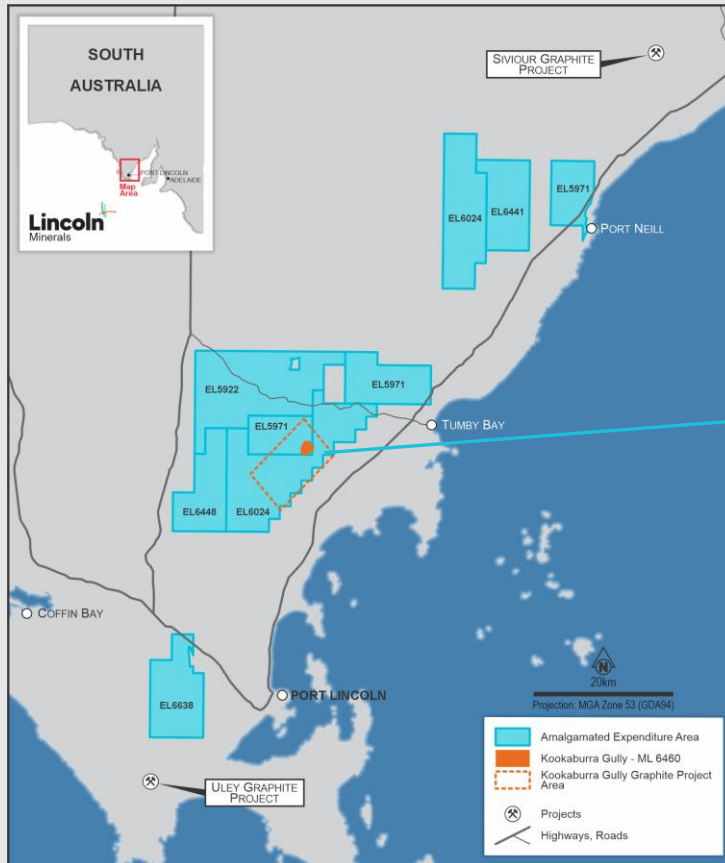 SOUTH
AUSTRALIA
PORT LINCOLN
ADELAIDE
Map
Area
Lincoln
Minerals
SIVIOUR GRAPHITE
PROJECT
EL5971
EL6024
EL6441
PORT NEILL
EL5922
EL5971
EL5971
TUMBY BAY
EL6448
EL6024
COFFIN BAY
EL6638
PORT LINCOLN
N
20km
Projection: MGA Zone 53 (GDA94)
ULEY GRAPHITE
PROJECT
Amalgamated Expenditure Area
Kookaburra Gully - ML 6460
Kookaburra Gully Graphite Project
Area
Projects
Highways, Roads